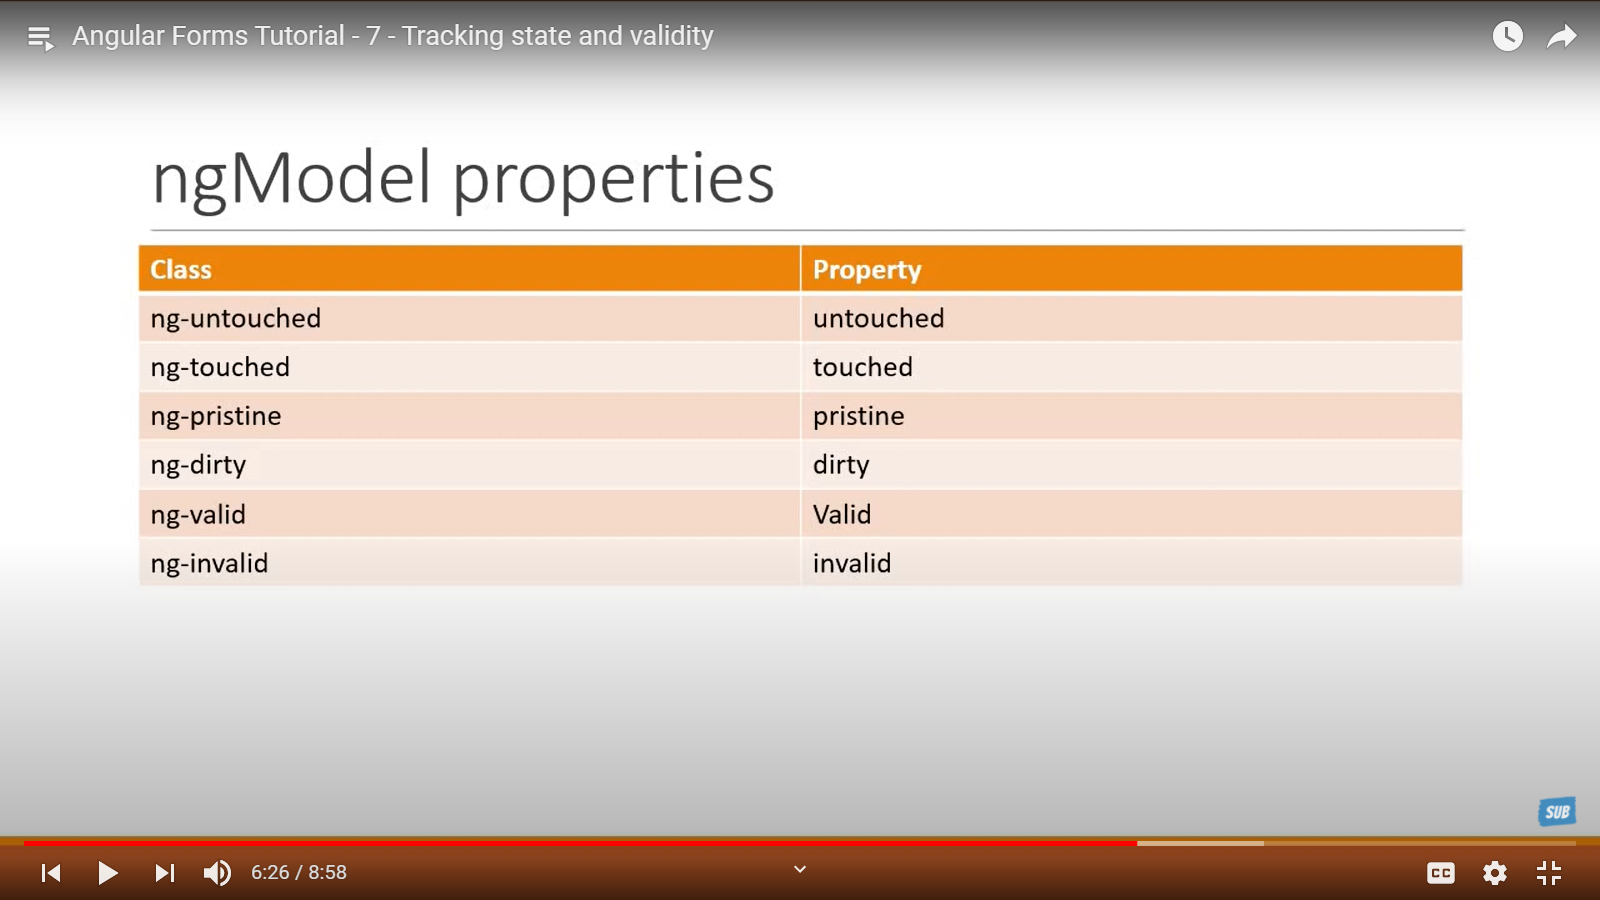 Angular Forms Tutorial - 7 - Tracking state and validity
ngModel properties
Class Property
ng-untouched untouched
ng-touched touched
ng-pristine pristine
ng-dirty dirty
ng-valid Valid
ng-invalid invalid
SUB
6:26 / 8:58
CC